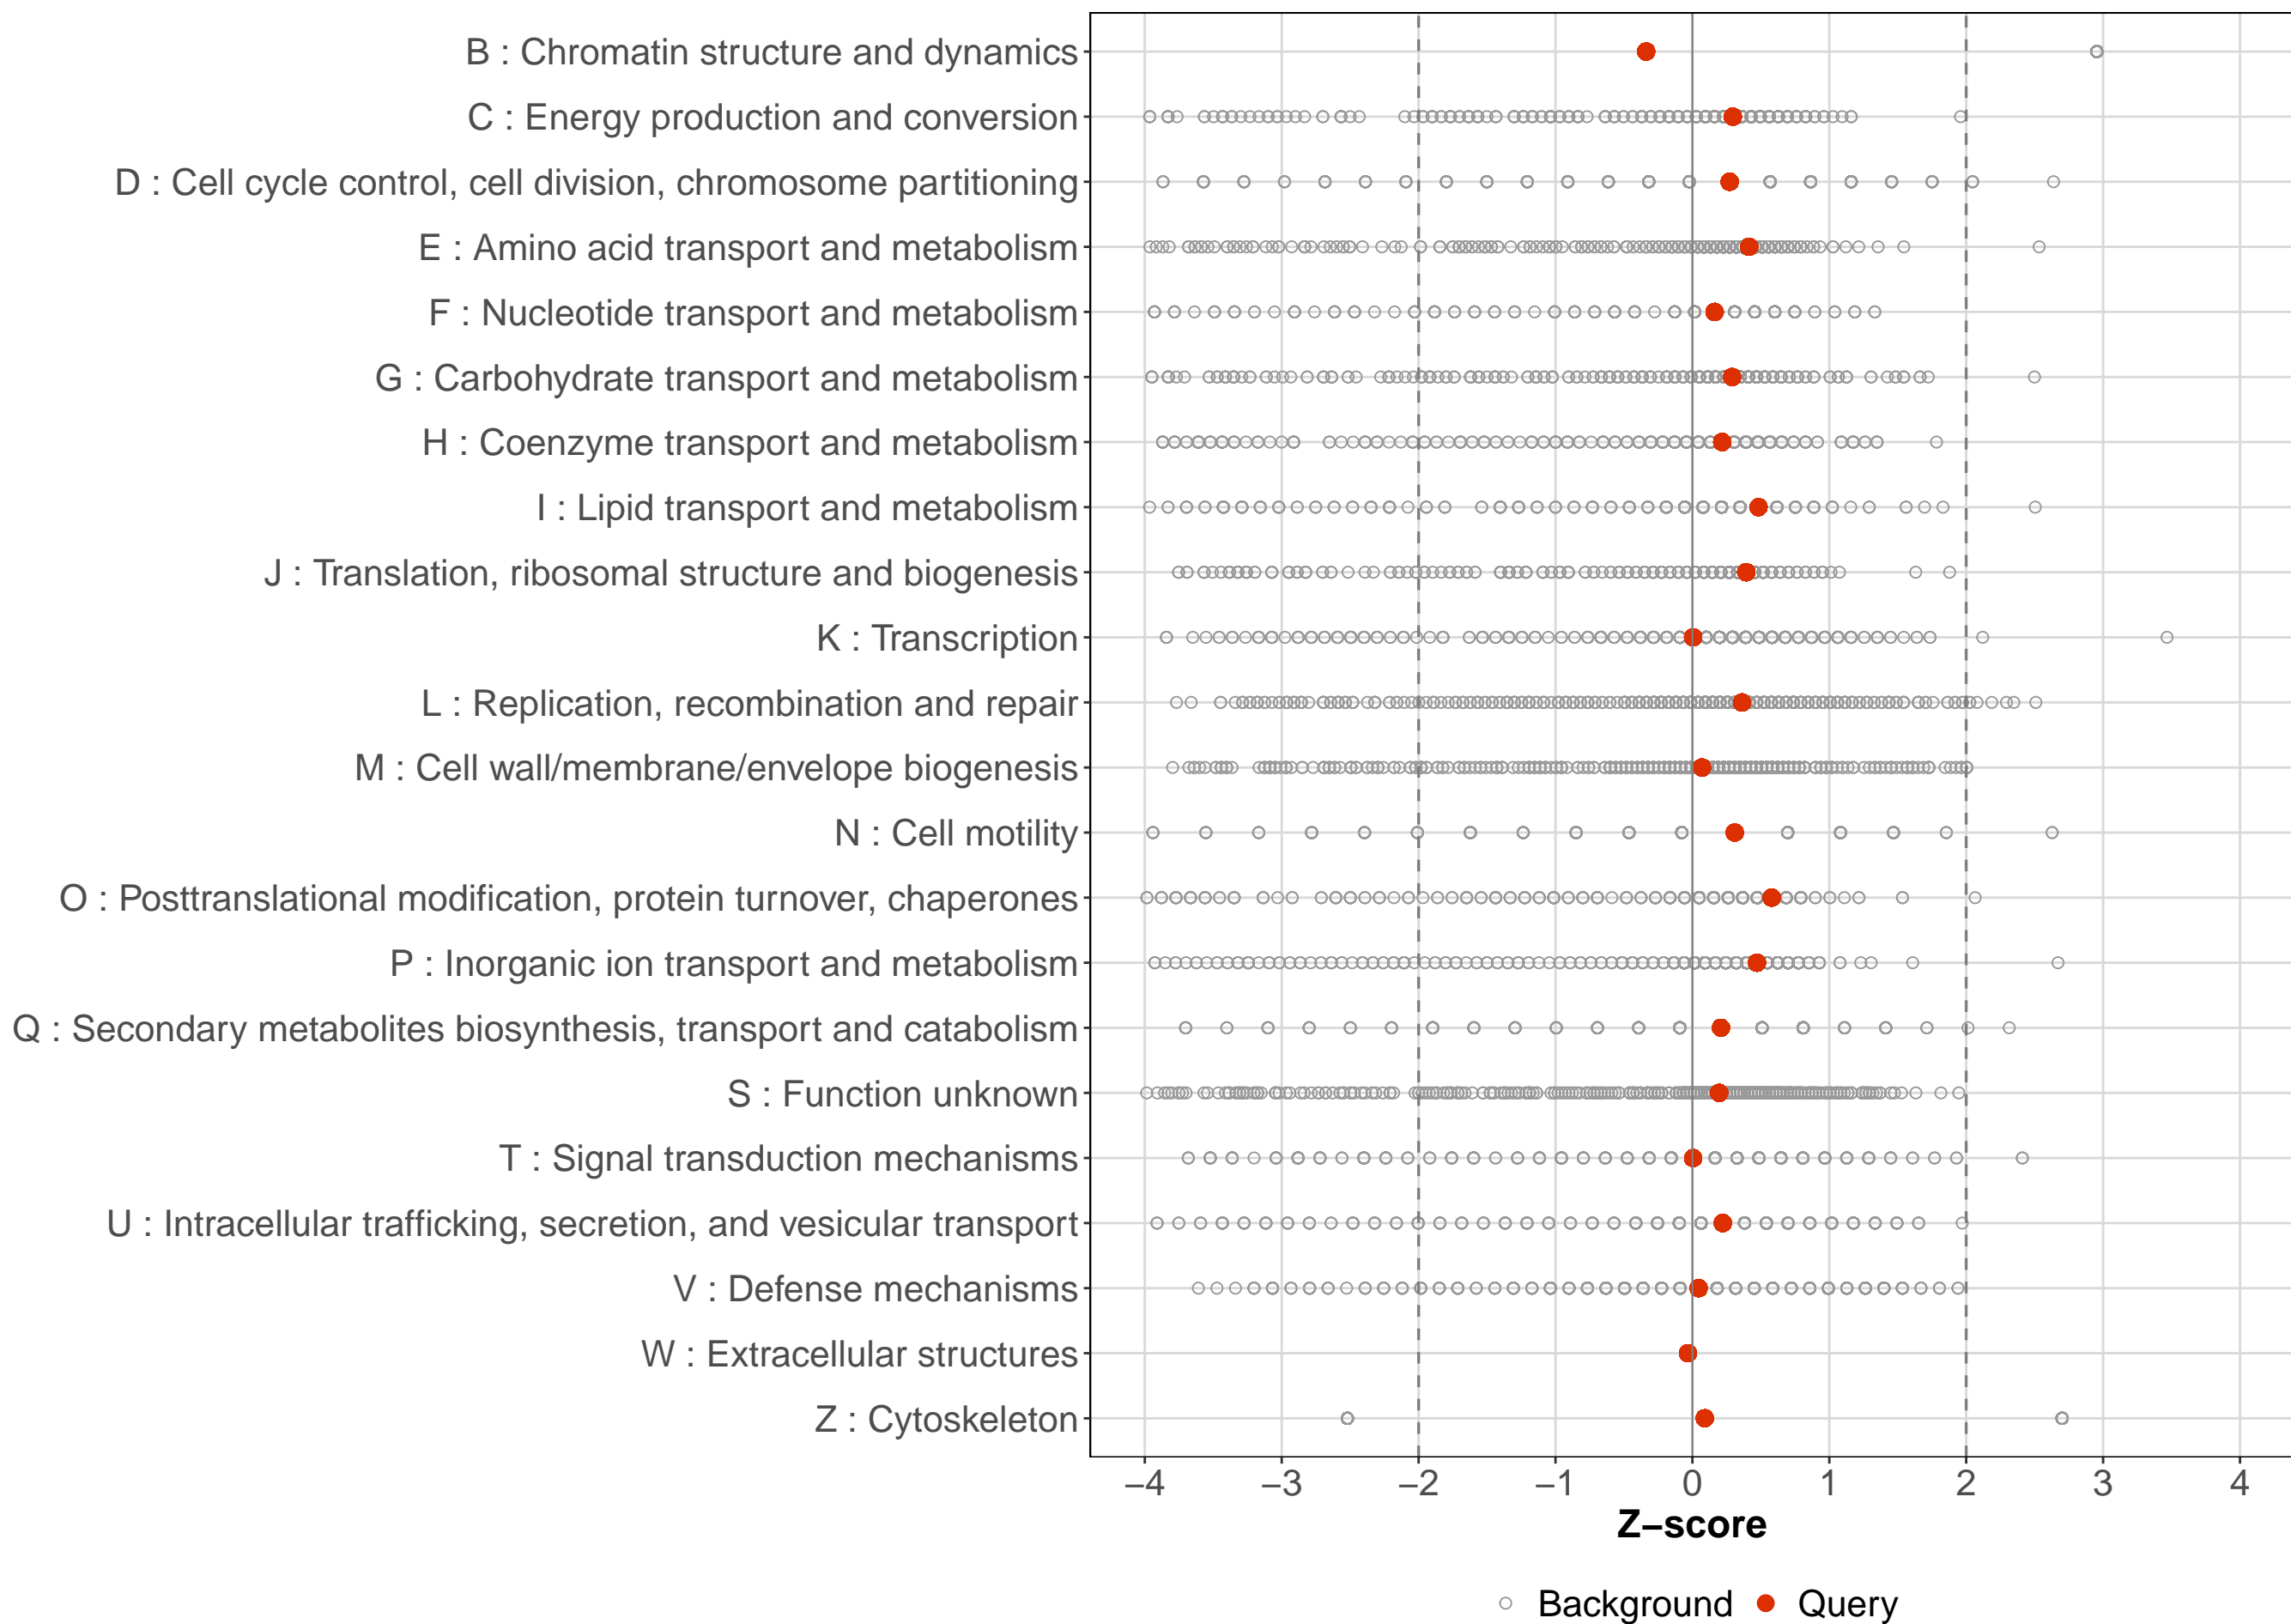 B : Chromatin structure and dynamics
C : Energy production and conversion
D : Cell cycle control, cell division, chromosome partitioning
E : Amino acid transport and metabolism
F : Nucleotide transport and metabolism
G : Carbohydrate transport and metabolism
H : Coenzyme transport and metabolism
I : Lipid transport and metabolism
J : Translation, ribosomal structure and biogenesis
K : Transcription
L : Replication, recombination and repair
M : Cell wall/membrane/envelope biogenesis
N : Cell motility
O : Posttranslational modification, protein turnover, chaperones
P : Inorganic ion transport and metabolism
Q : Secondary metabolites biosynthesis, transport and catabolism
S : Function unknown
T : Signal transduction mechanisms
U : Intracellular trafficking, secretion, and vesicular transport
V : Defense mechanisms
W : Extracellular structures
Z : Cytoskeleton
−4 −3 −2 −1 0 1 2 3 4
Z−score
Background Query